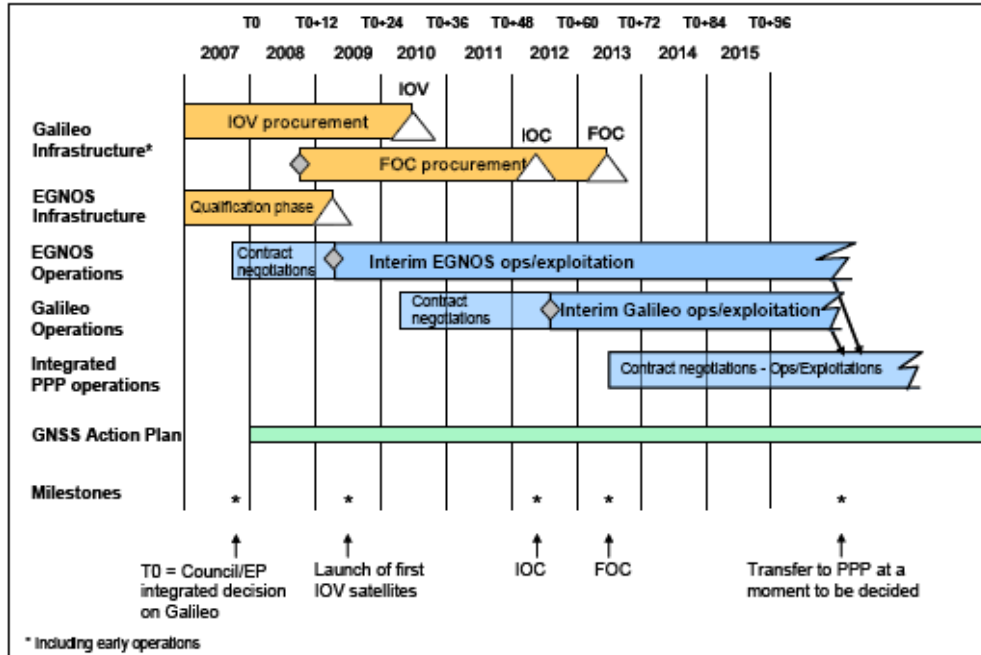 T0 T0+12 T0+24 T0+36 T0+48 T0+60 T0+72 T0+84 T0+96
2007 2008 2009 2010 2011 2012 2013 2014 2015
IOV
Galileo
Infrastructure*
IOV procurement
IOC FOC
FOC procurement
EGNOS
Infrastructure
Qualification phase
EGNOS
Operations
Contract
negotiations
Interim EGNOS ops/exploitation
Galileo
Operations
Contract
negotiations
Interim Galileo ops/exploitation
Integrated
PPP operations
Contract negotiations - Ops/Exploitations
GNSS Action Plan
Milestones
* * * * *
T0 = Council/EP
integrated decision
on Galileo
Launch of first
IOV satellites
IOC
FOC
Transfer to PPP at a
moment to be decided
* Including early operations